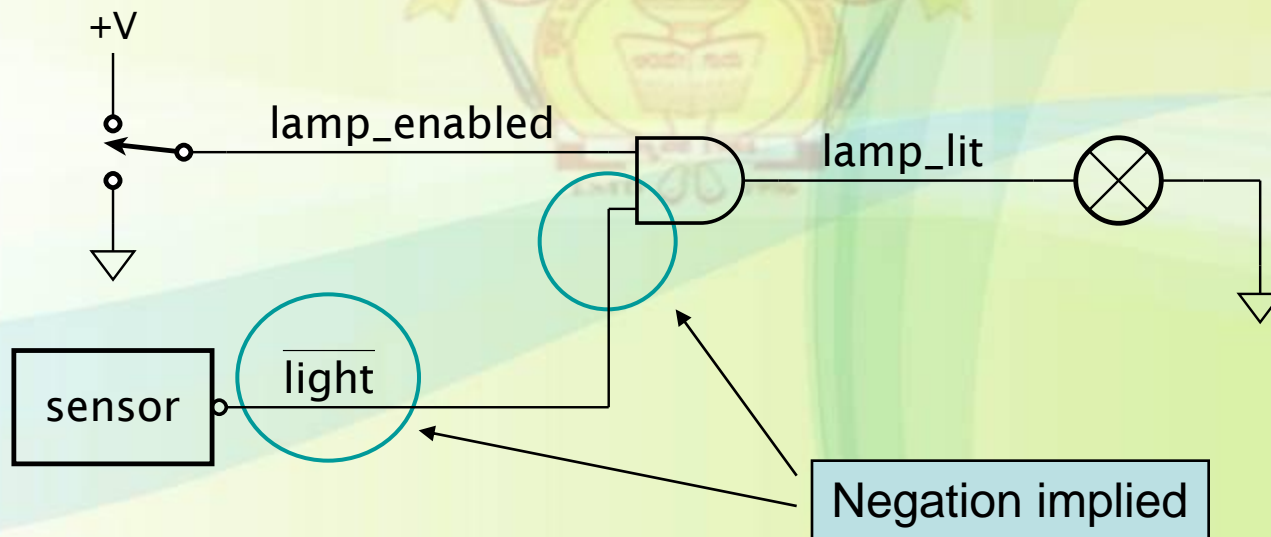 +V
lamp_enabled
lamp_lit
light
sensor
Negation implied